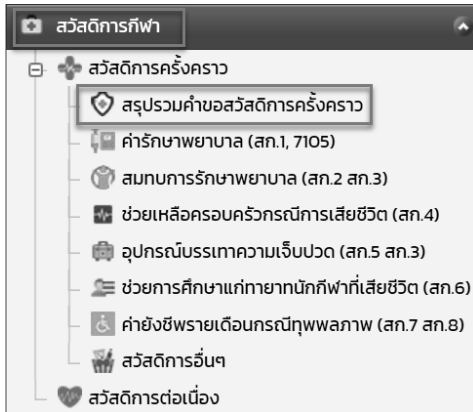 สวัสดิการกีฬา
สวัสดิการครั้งคราว
สรุปรวมคำขอสวัสดิการครั้งคราว
ค่ารักษาพยาบาล (สก.1, 7105)
สมทบการรักษาพยาบาล (สก.2 สก.3)
ช่วยเหลือครอบครัวกรณีการเสียชีวิต (สก.4)
อุปกรณ์บรรเทาความเจ็บปวด (สก.5 สก.3)
ช่วยการศึกษาแก่ทายาทนักกีฬาที่เสียชีวิต (สก.6)
ค่ายังชีพรายเดือนกรณีทุพพลภาพ (สก.7 สก.8)
สวัสดิการอื่นๆ
สวัสดิการต่อเนื่อง